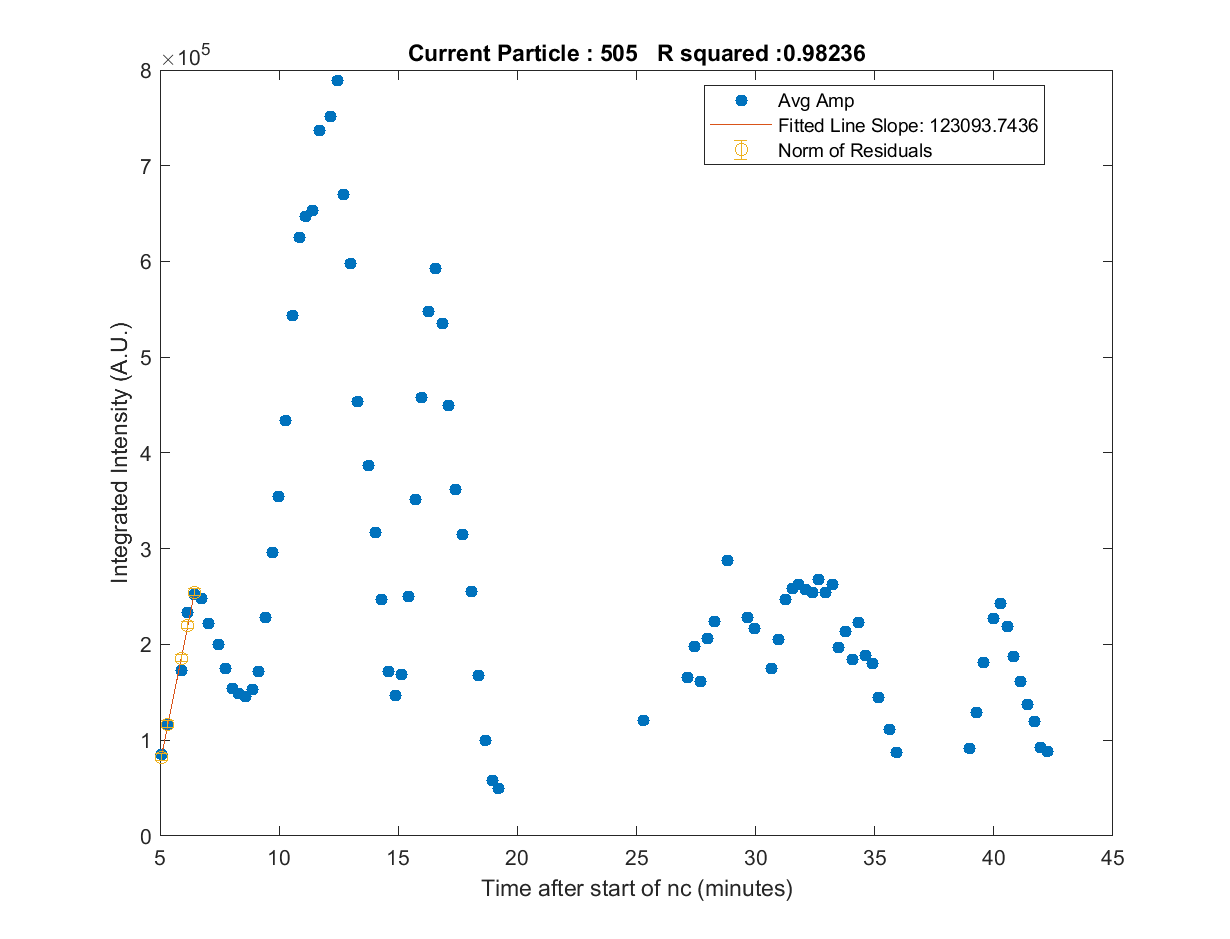 Current Particle : 505   R squared :0.98236
×10^5
Avg Amp
Fitted Line Slope: 123093.7436
Norm of Residuals
8
7
6
5
4
3
2
1
0
Integrated Intensity (A.U.)
5 10 15 20 25 30 35 40 45
Time after start of nc (minutes)